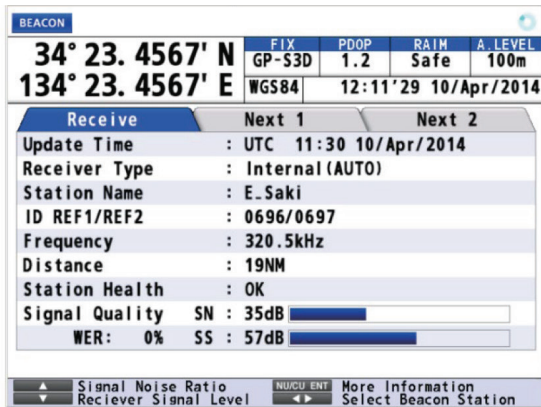 BEACON
34° 23. 4567' N
134° 23. 4567' E
FIX PDOP RAIM A.LEVEL
GP-S3D 1.2 Safe 100m
WGS84 12:11'29 10/Apr/2014
Receive Next 1 Next 2
Update Time : UTC 11:30 10/Apr/2014
Receiver Type : Internal(AUTO)
Station Name : E_Saki
ID REF1/REF2 : 0696/0697
Frequency : 320.5kHz
Distance : 19NM
Station Health : OK
Signal Quality SN : 35dB
WER: 0% SS : 57dB
Signal Noise Ratio NU/CU ENT More Information
Reciever Signal Level Select Beacon Station